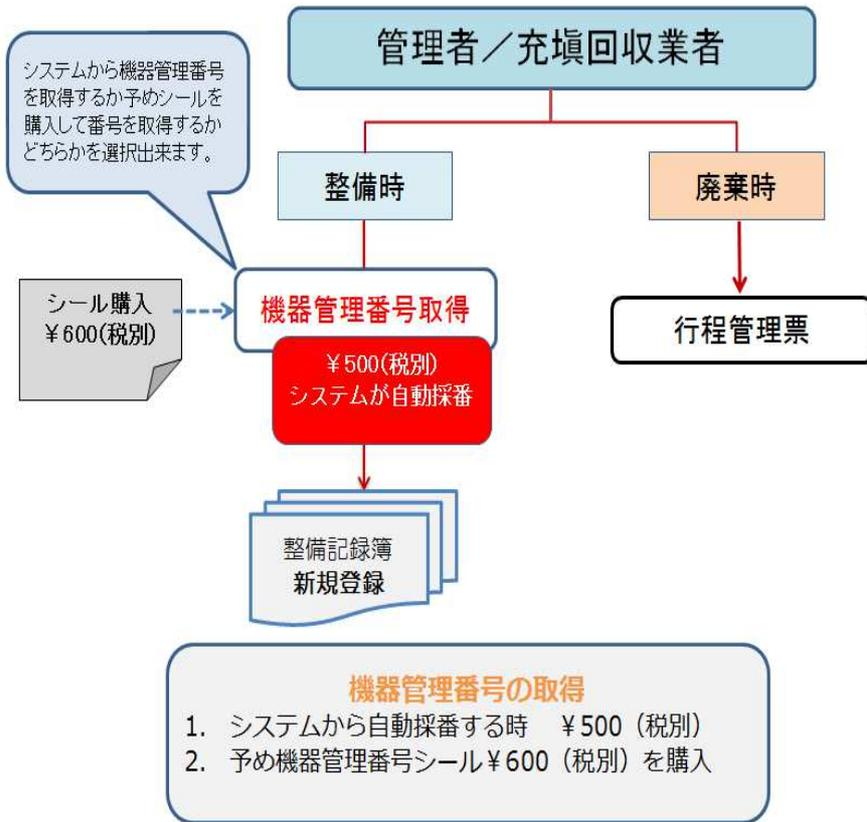 管理者／充塡回収業者
システムから機器管理番号
を取得するか予めシールを
購入して番号を取得するか
どちらかを選択出来ます。
整備時
廃棄時
シール購入
￥600(税別)
機器管理番号取得
￥500(税別)
システムが自動採番
行程管理票
整備記録簿
新規登録
機器管理番号の取得
1. システムから自動採番する時 ￥500（税別）
2. 予め機器管理番号シール￥600（税別）を購入